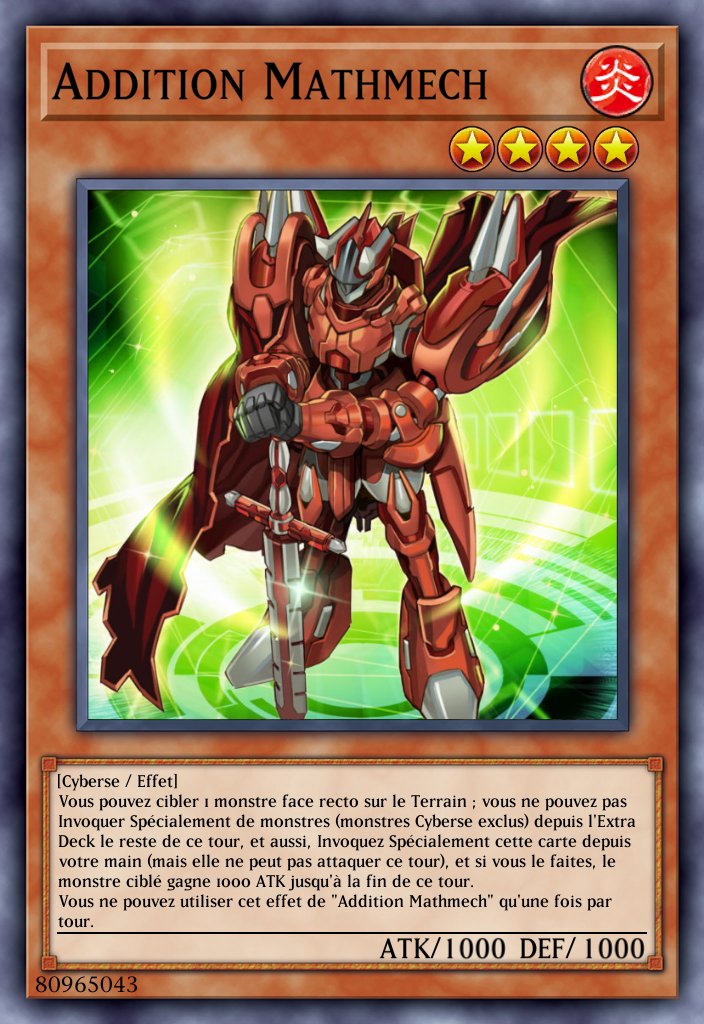 Addition Mathmech
炎
[Cyberse / Effet]
Vous pouvez cibler 1 monstre face recto sur le Terrain ; vous ne pouvez pas
Invoquer Spécialement de monstres (monstres Cyberse exclus) depuis l'Extra
Deck le reste de ce tour, et aussi, Invoquez Spécialement cette carte depuis
votre main (mais elle ne peut pas attaquer ce tour), et si vous le faites, le
monstre ciblé gagne 1000 ATK jusqu'à la fin de ce tour.
Vous ne pouvez utiliser cet effet de "Addition Mathmech" qu'une fois par
tour.
ATK/1000 DEF/ 1000
80965043